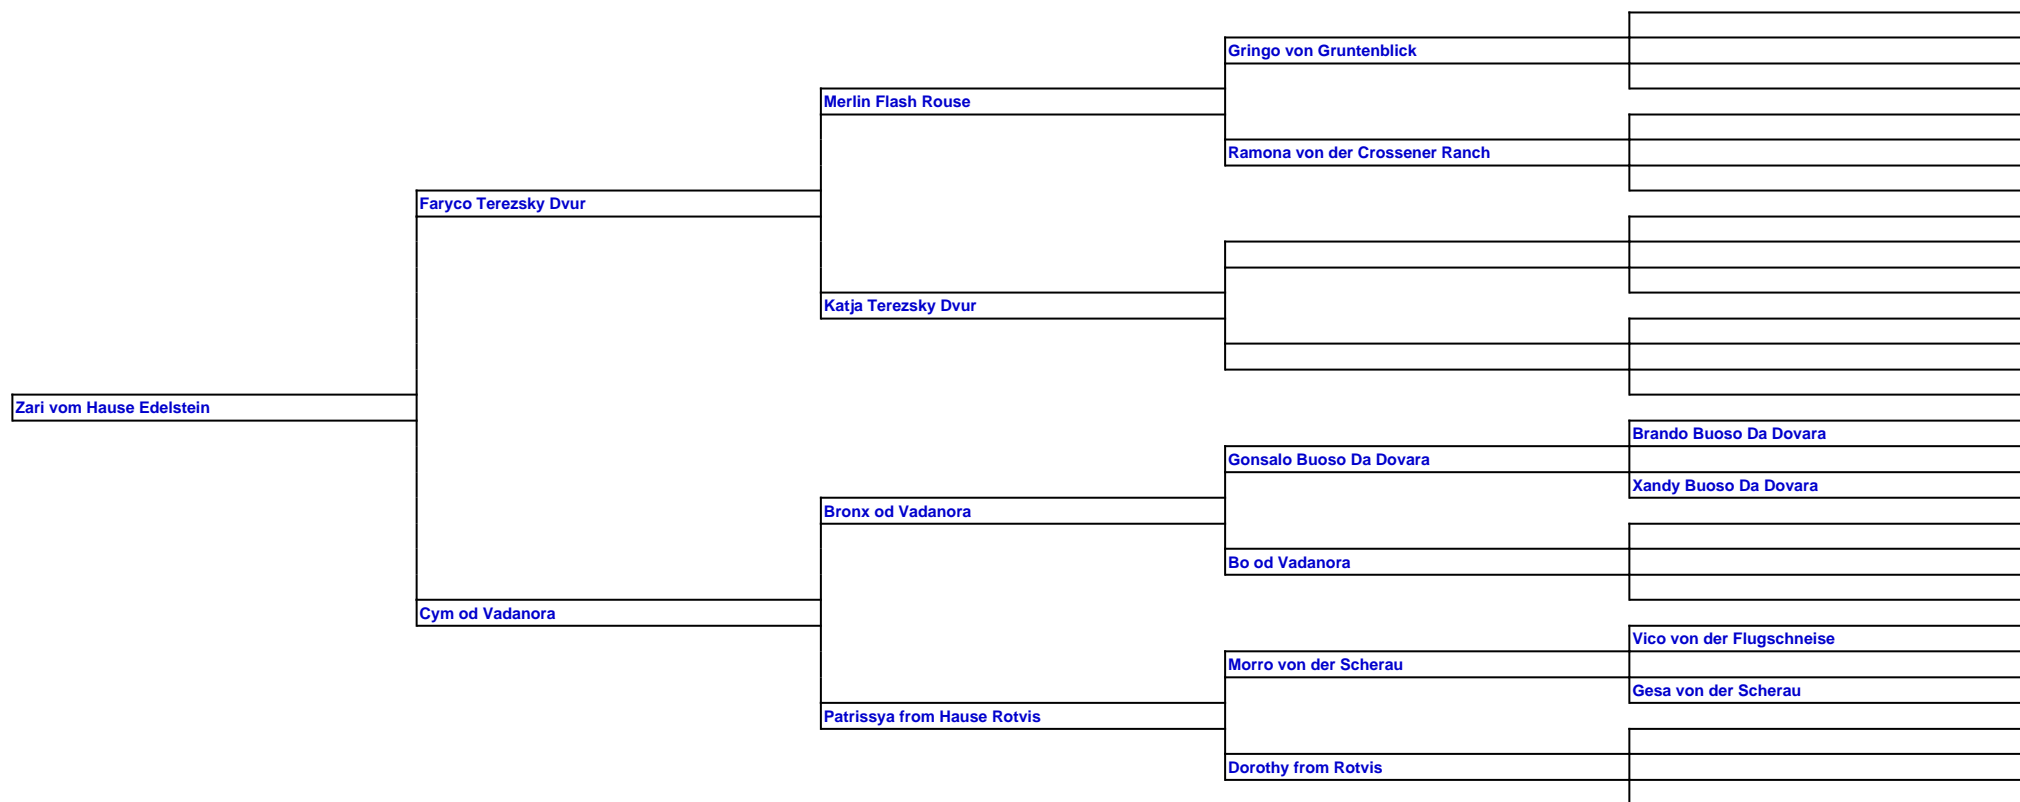 Gringo von Gruntenblick
Merlin Flash Rouse
Ramona von der Crossener Ranch
Faryco Terezsky Dvur
Katja Terezsky Dvur
Zari vom Hause Edelstein
Brando Buoso Da Dovara
Gonsalo Buoso Da Dovara
Xandy Buoso Da Dovara
Bronx od Vadanora
Bo od Vadanora
Cym od Vadanora
Vico von der Flugschneise
Morro von der Scherau
Gesa von der Scherau
Patrissya from Hause Rotvis
Dorothy from Rotvis